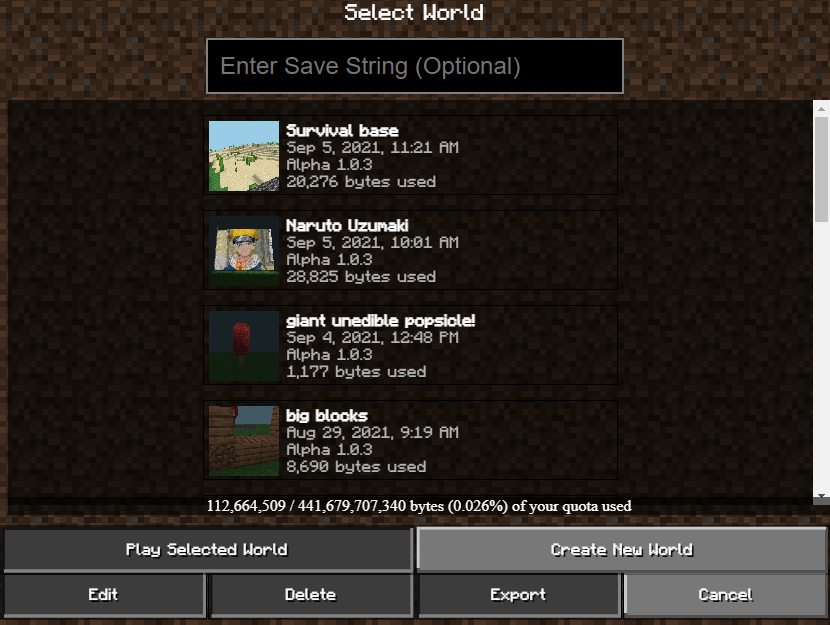 Select World
Enter Save String (Optional)
Survival base
Sep 5, 2021, 11:21 AM
Alpha 1.0.3
20,276 bytes used
Naruto Uzumaki
Sep 5, 2021, 10:01 AM
Alpha 1.0.3
28,825 bytes used
giant unedible popsicle!
Sep 4, 2021, 12:48 PM
Alpha 1.0.3
1,177 bytes used
big blocks
Aug 29, 2021, 9:19 AM
Alpha 1.0.3
8,690 bytes used
112,664,509 / 441,679,707,340 bytes (0.026%) of your quota used
Play Selected World
Create New World
Edit
Delete
Export
Cancel